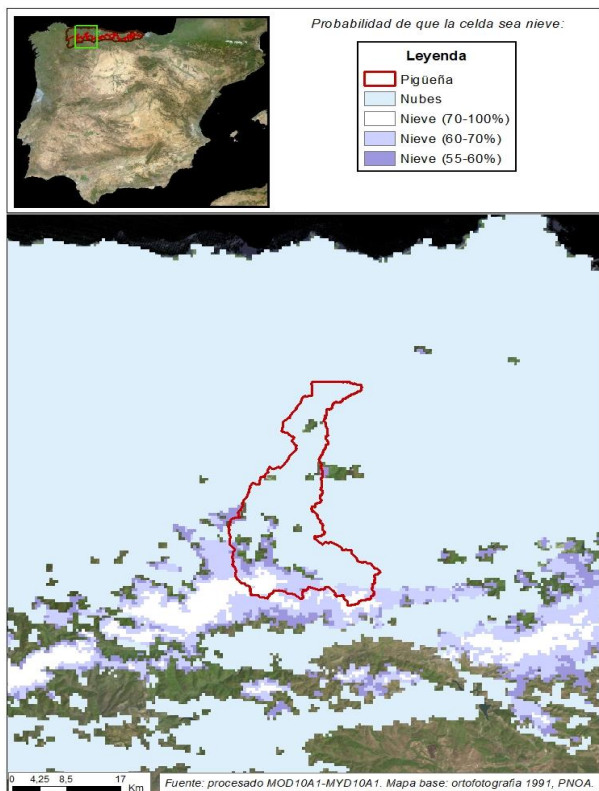 Probabilidad de que la celda sea nieve:
Leyenda
Pigüeña
Nubes
Nieve (70-100%)
Nieve (60-70%)
Nieve (55-60%)
0 4,25 8,5 17
Km
Fuente: procesado MOD10A1-MYD10A1. Mapa base: ortofotografia 1991, PNOA.